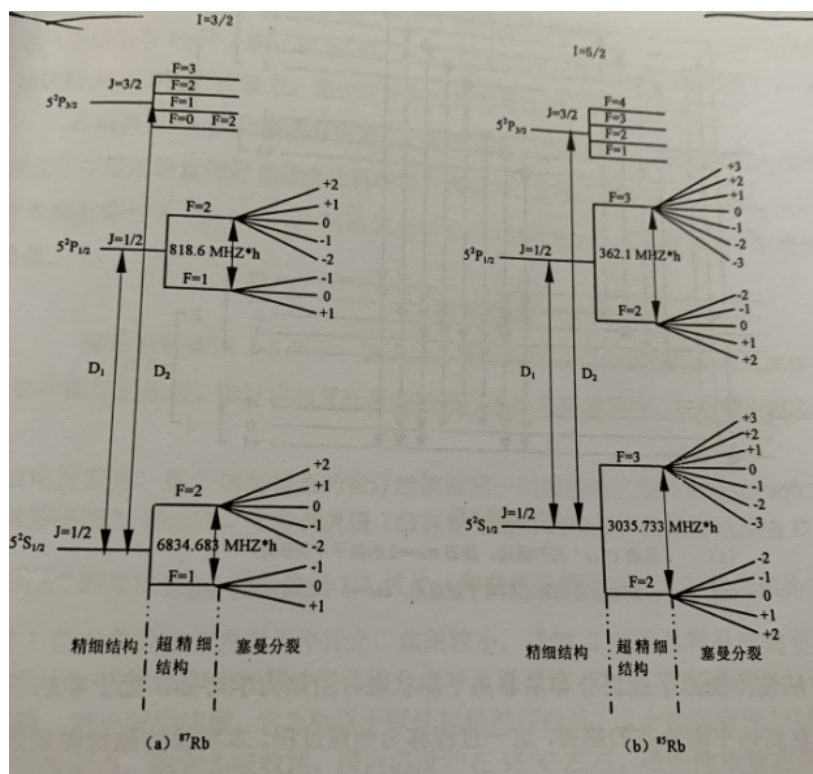 I=3/2
F=3
F=2
F=1
F=0 F=2
J=3/2
5²P₃/₂
F=2
+2
+1
0
-1
-2
J=1/2
5²P₁/₂
818.6 MHZ*h
F=1
-1
0
+1
D₁
D₂
F=2
+2
+1
0
-1
-2
J=1/2
5²S₁/₂
6834.683 MHZ*h
F=1
-1
0
+1
精细结构
超精细
结构
塞曼分裂
(a) ⁸⁷Rb
I=5/2
F=4
F=3
F=2
F=1
J=3/2
5²P₃/₂
F=3
+3
+2
+1
0
-1
-2
-3
J=1/2
5²P₁/₂
362.1 MHZ*h
F=2
-2
-1
0
+1
+2
D₁
D₂
F=3
+3
+2
+1
0
-1
-2
-3
J=1/2
5²S₁/₂
3035.733 MHZ*h
F=2
-2
-1
0
+1
+2
精细结构
超精细
结构
塞曼分裂
(b) ⁸⁵Rb